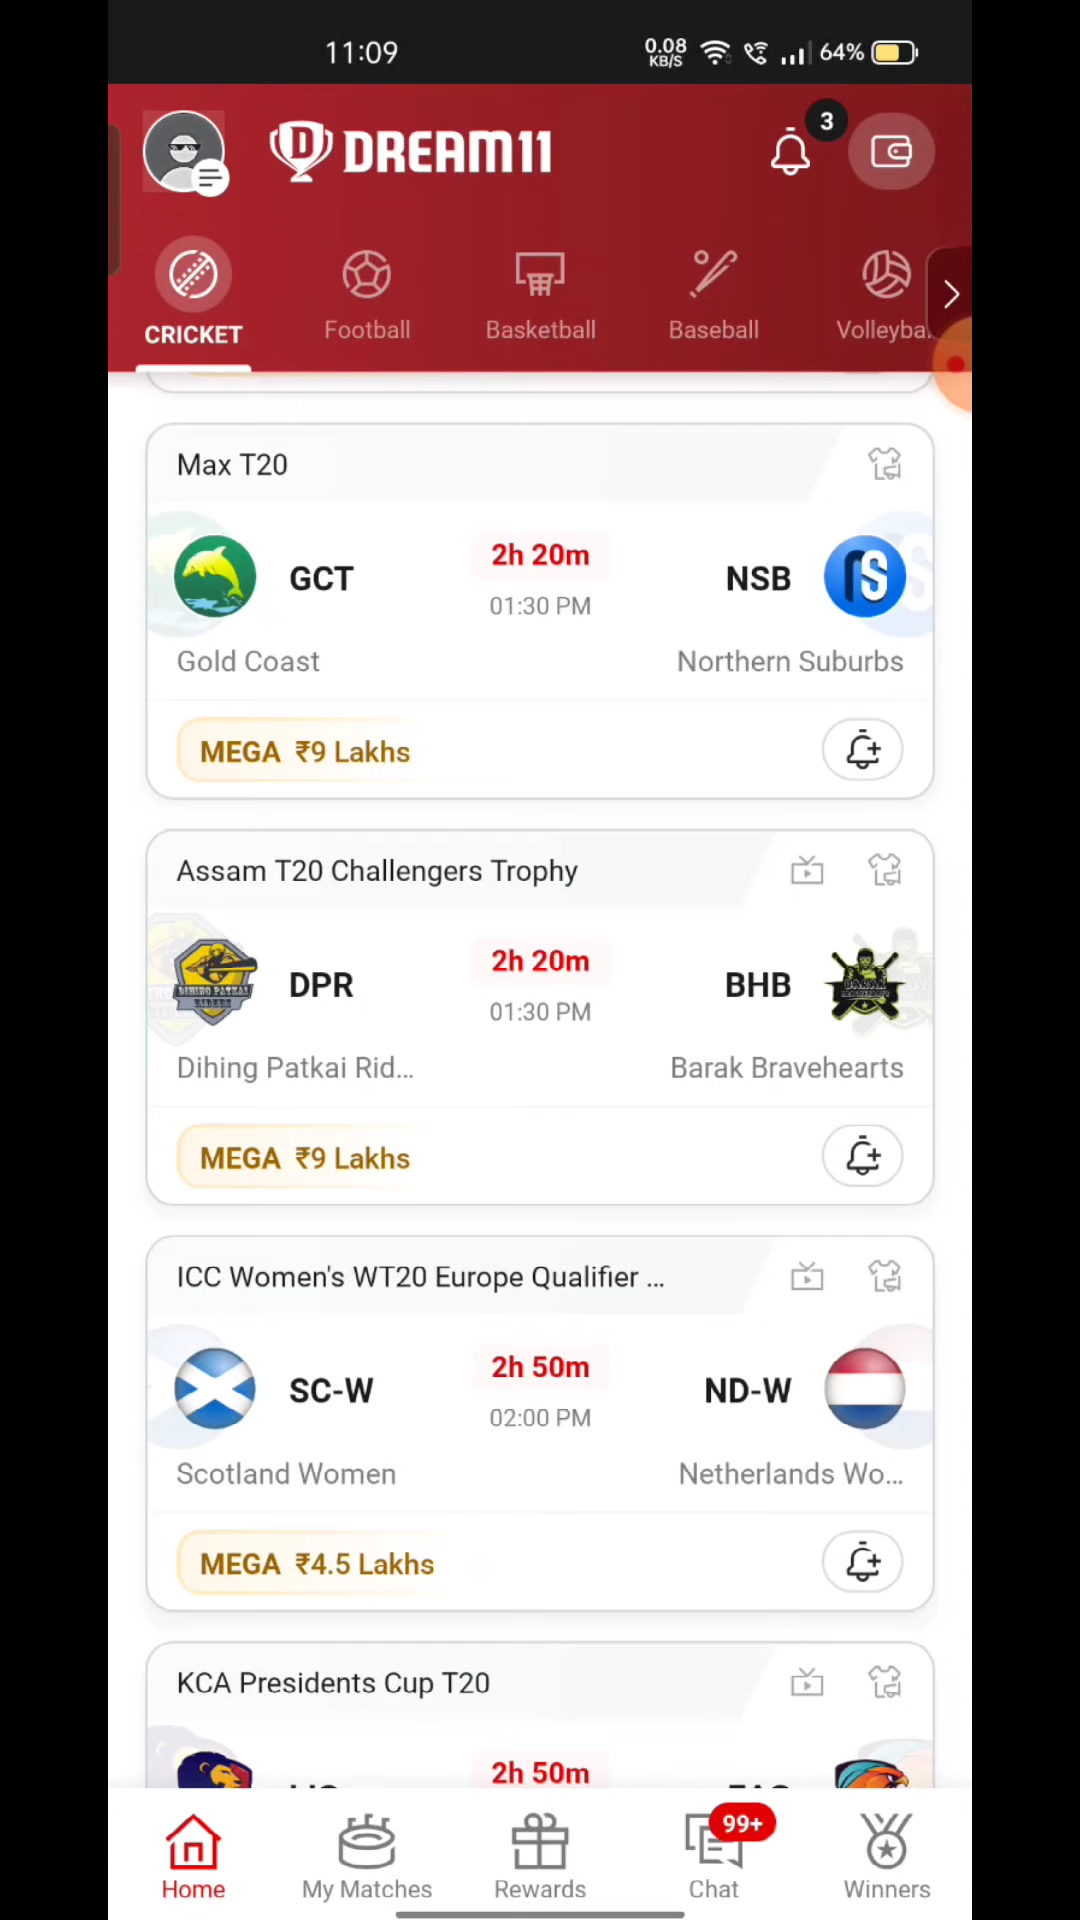 11:09
0.08
KB/S
64%
DREAM11
3
CRICKET
Football
Basketball
Baseball
Max T20
GCT
2h 20m
NSB
01:30 PM
Gold Coast
Northern Suburbs
MEGA ₹9 Lakhs
Assam T20 Challengers Trophy
DPR
2h 20m
BHB
01:30 PM
Dihing Patkai Rid...
Barak Bravehearts
MEGA ₹9 Lakhs
ICC Women's WT20 Europe Qualifier ...
SC-W
2h 50m
ND-W
02:00 PM
Scotland Women
Netherlands Wo...
MEGA ₹4.5 Lakhs
KCA Presidents Cup T20
2h 50m
99+
Home
My Matches
Rewards
Chat
Winners